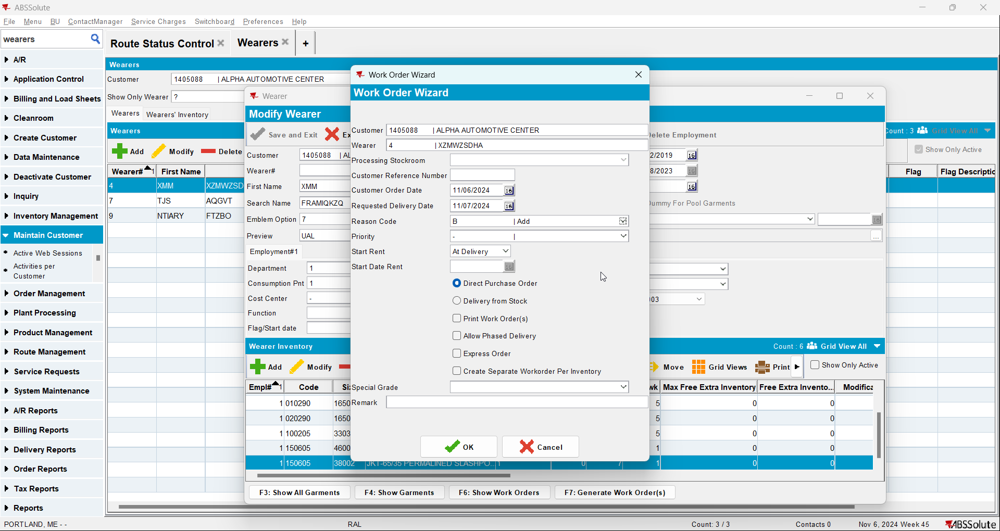 ABSSolute
File Menu BU ContactManager Service Charges Switchboard Preferences Help
wearers
Route Status Control
Wearers
+
A/R
Application Control
Billing and Load Sheets
Cleanroom
Create Customer
Data Maintenance
Deactivate Customer
Inquiry
Inventory Management
Maintain Customer
Active Web Sessions
Activities per
Customer
Order Management
Plant Processing
Product Management
Route Management
Service Requests
System Maintenance
A/R Reports
Billing Reports
Delivery Reports
Order Reports
Tax Reports
Reports
Wearers
Customer 1405088 | ALPHA AUTOMOTIVE CENTER
Show Only Wearer ?
Wearers Wearers' Inventory
Wearers
Count : 3 Grid View All
Add Modify Delete
Show Only Active
Wearer# 1 First Name Flag Flag Descriptic
4 XMM XZMWZSD
7 TJS AQGVT
9 NTIARY FTZBO
Wearer
Modify Wearer
Save and Exit Ex
Delete Employment
Customer 1405088 | AL
2/2019 16
Wearer#
8/2023 16
First Name XMM
16
Search Name FRAMIQKZQ
Dummy For Pool Garments
Emblem Option 7
16
Preview UAL
...
Employment#1
Department 1
Consumption Pnt 1
Cost Center -
003
Function
Flag/Start date
Wearer Inventory
Count : 6 Grid View All
Add Modify
Move Grid Views Print Show Only Active
Empl# 1 Code Siz wk Max Free Extra Inventory Free Extra Invento... Modifica
1 010290 1650 5 0 0
1 020290 1650 5 0 0
1 100205 3303 5 0 0
1 150605 4600 1 0 0
1 150605 38002 JKT-65/35 PERMALINED SLASHPO... 1 0 7 1 0 0
F3: Show All Garments F4: Show Garments F6: Show Work Orders F7: Generate Work Order(s)
Work Order Wizard
Work Order Wizard
Customer 1405088 | ALPHA AUTOMOTIVE CENTER
Wearer 4 | XZMWZSDHA
Processing Stockroom
Customer Reference Number
Customer Order Date 11/06/2024 16
Requested Delivery Date 11/07/2024 16
Reason Code B | Add
Priority - |
Start Rent At Delivery
Start Date Rent 16
Direct Purchase Order
Delivery from Stock
Print Work Order(s)
Allow Phased Delivery
Express Order
Create Separate Workorder Per Inventory
Special Grade
Remark
OK Cancel
PORTLAND, ME - - RAL Count: 3 / 3 Contacts 0 Nov 6, 2024 Week 45 ABSSolute